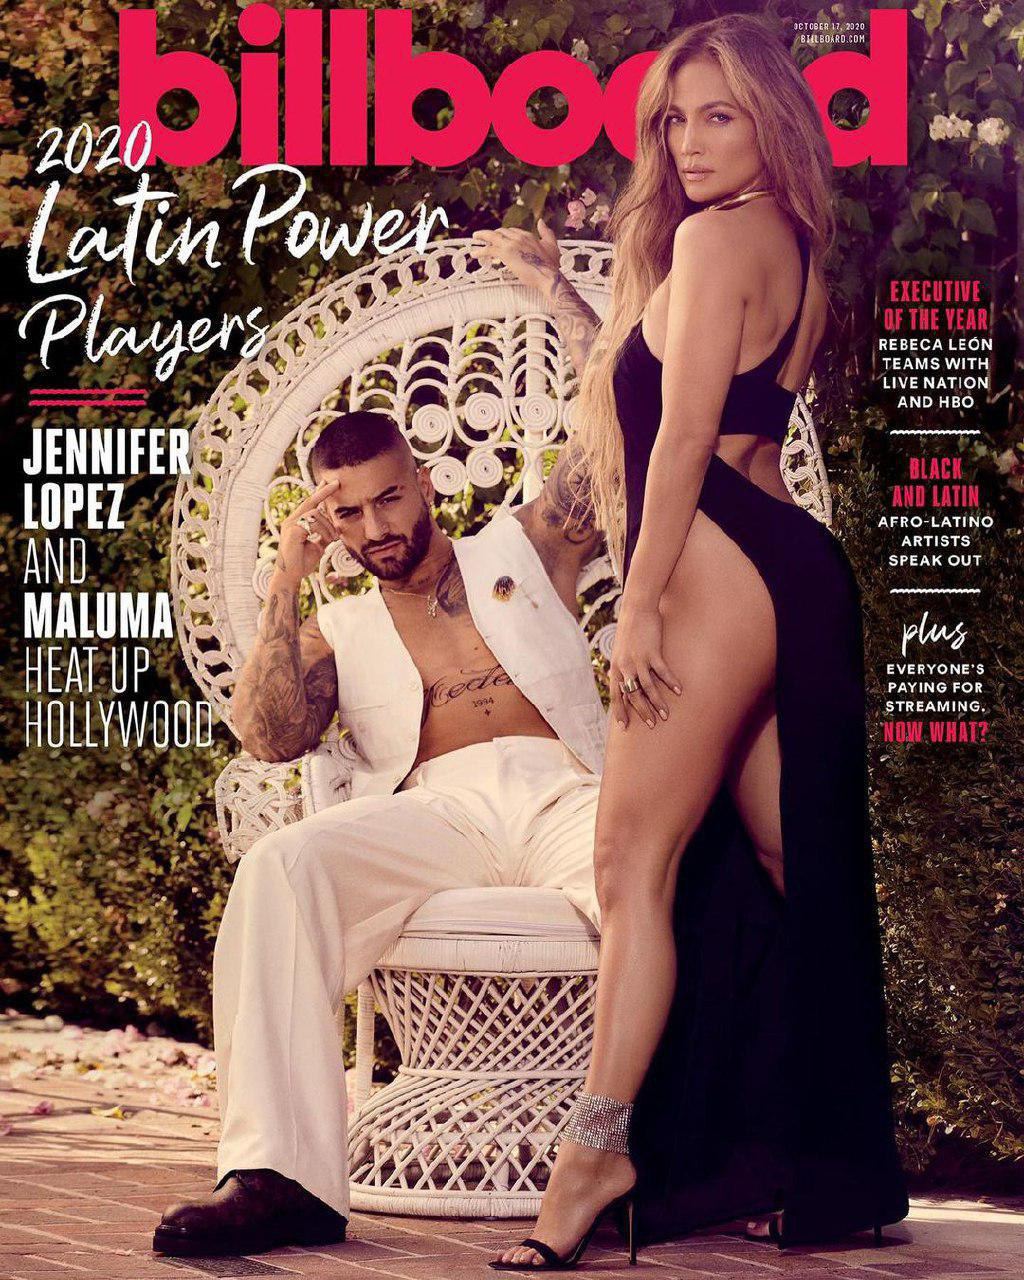 OCTOBER 17, 2020
BILLBOARD.COM
billboard
2020
Latin Power
Players
JENNIFER
LOPEZ
AND
MALUMA
HEAT UP
HOLLYWOOD
EXECUTIVE
OF THE YEAR
REBECA LEÓN
TEAMS WITH
LIVE NATION
AND HBO
BLACK
AND LATIN
AFRO-LATINO
ARTISTS
SPEAK OUT
plus
EVERYONE'S
PAYING FOR
STREAMING.
NOW WHAT?
1994